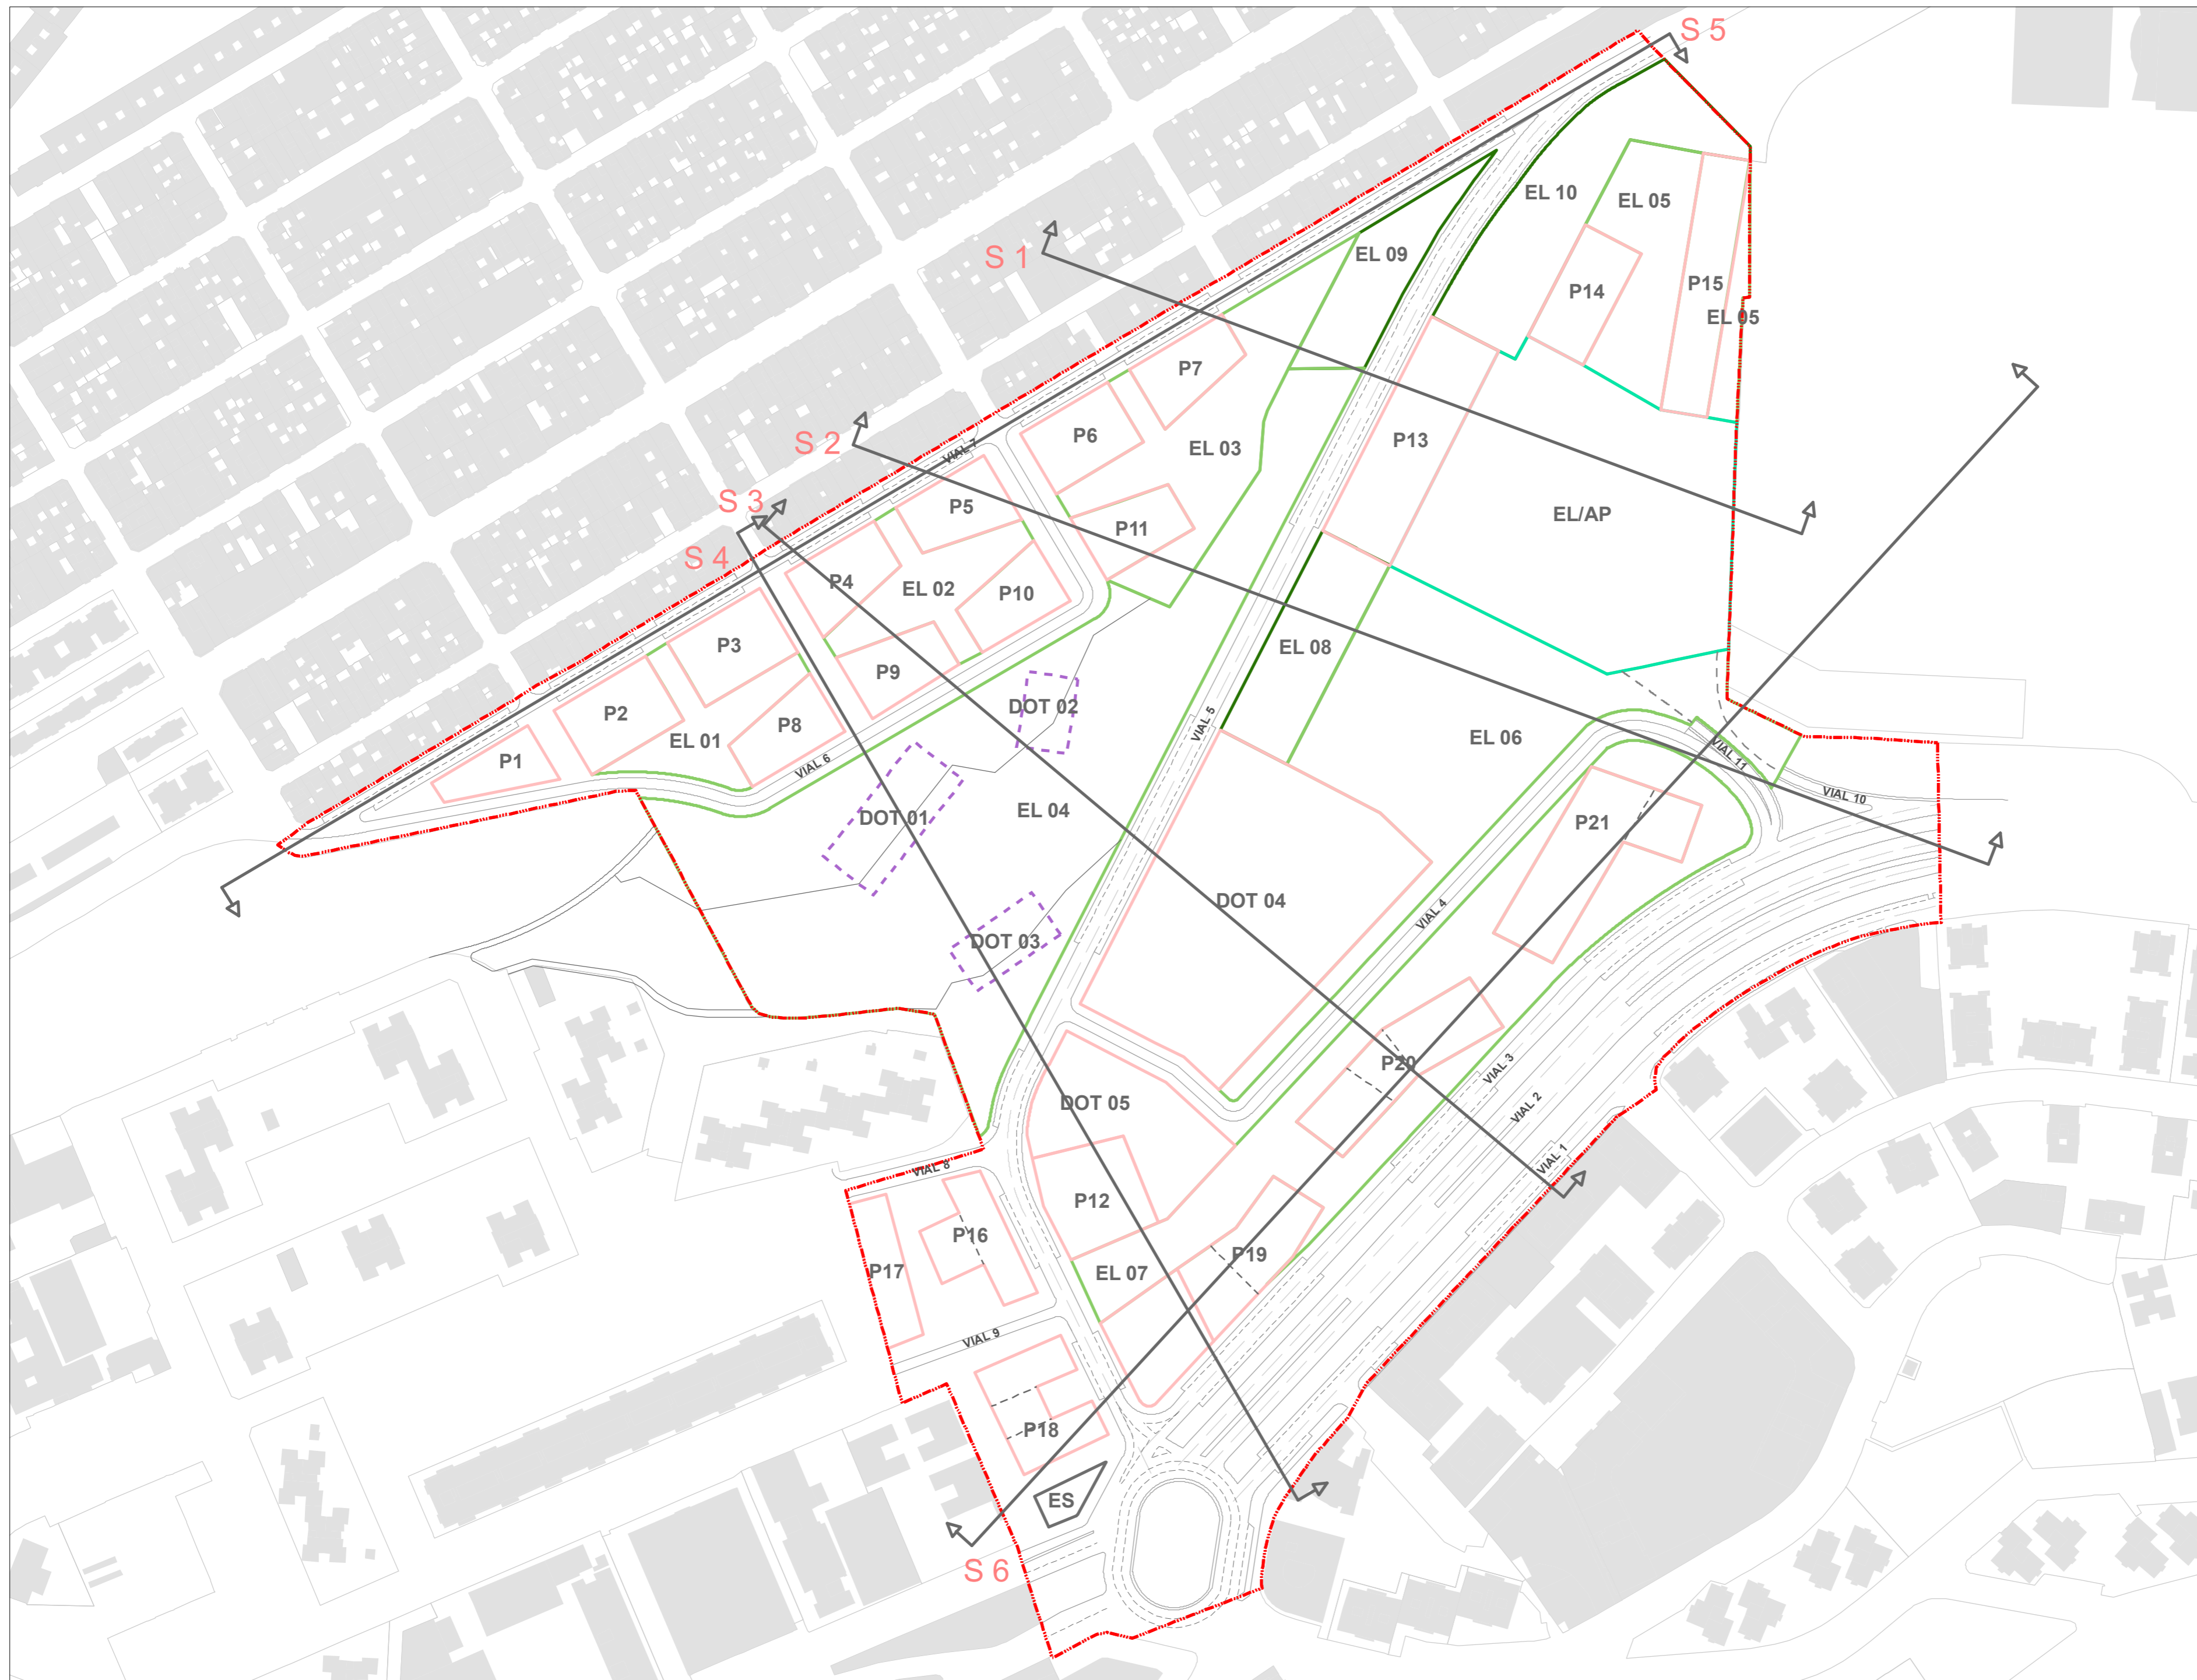 S 5
EL 10
EL 05
S 1
EL 09
P14
P15
EL 05
P7
S 2
P6
P13
EL 03
VIAL 7
S 3
P5
EL/AP
P11
S 4
P4
EL 02
P10
P3
EL 08
P9
P2
P8
DOT 02
EL 01
VIAL 5
EL 06
P1
VIAL 6
VIAL 11
VIAL 10
EL 04
DOT 01
P21
DOT 04
VIAL 4
DOT 03
P20
VIAL 3
DOT 05
VIAL 2
VIAL 1
VIAL 8
P12
P16
P19
P17
EL 07
VIAL 9
P18
ES
S 6